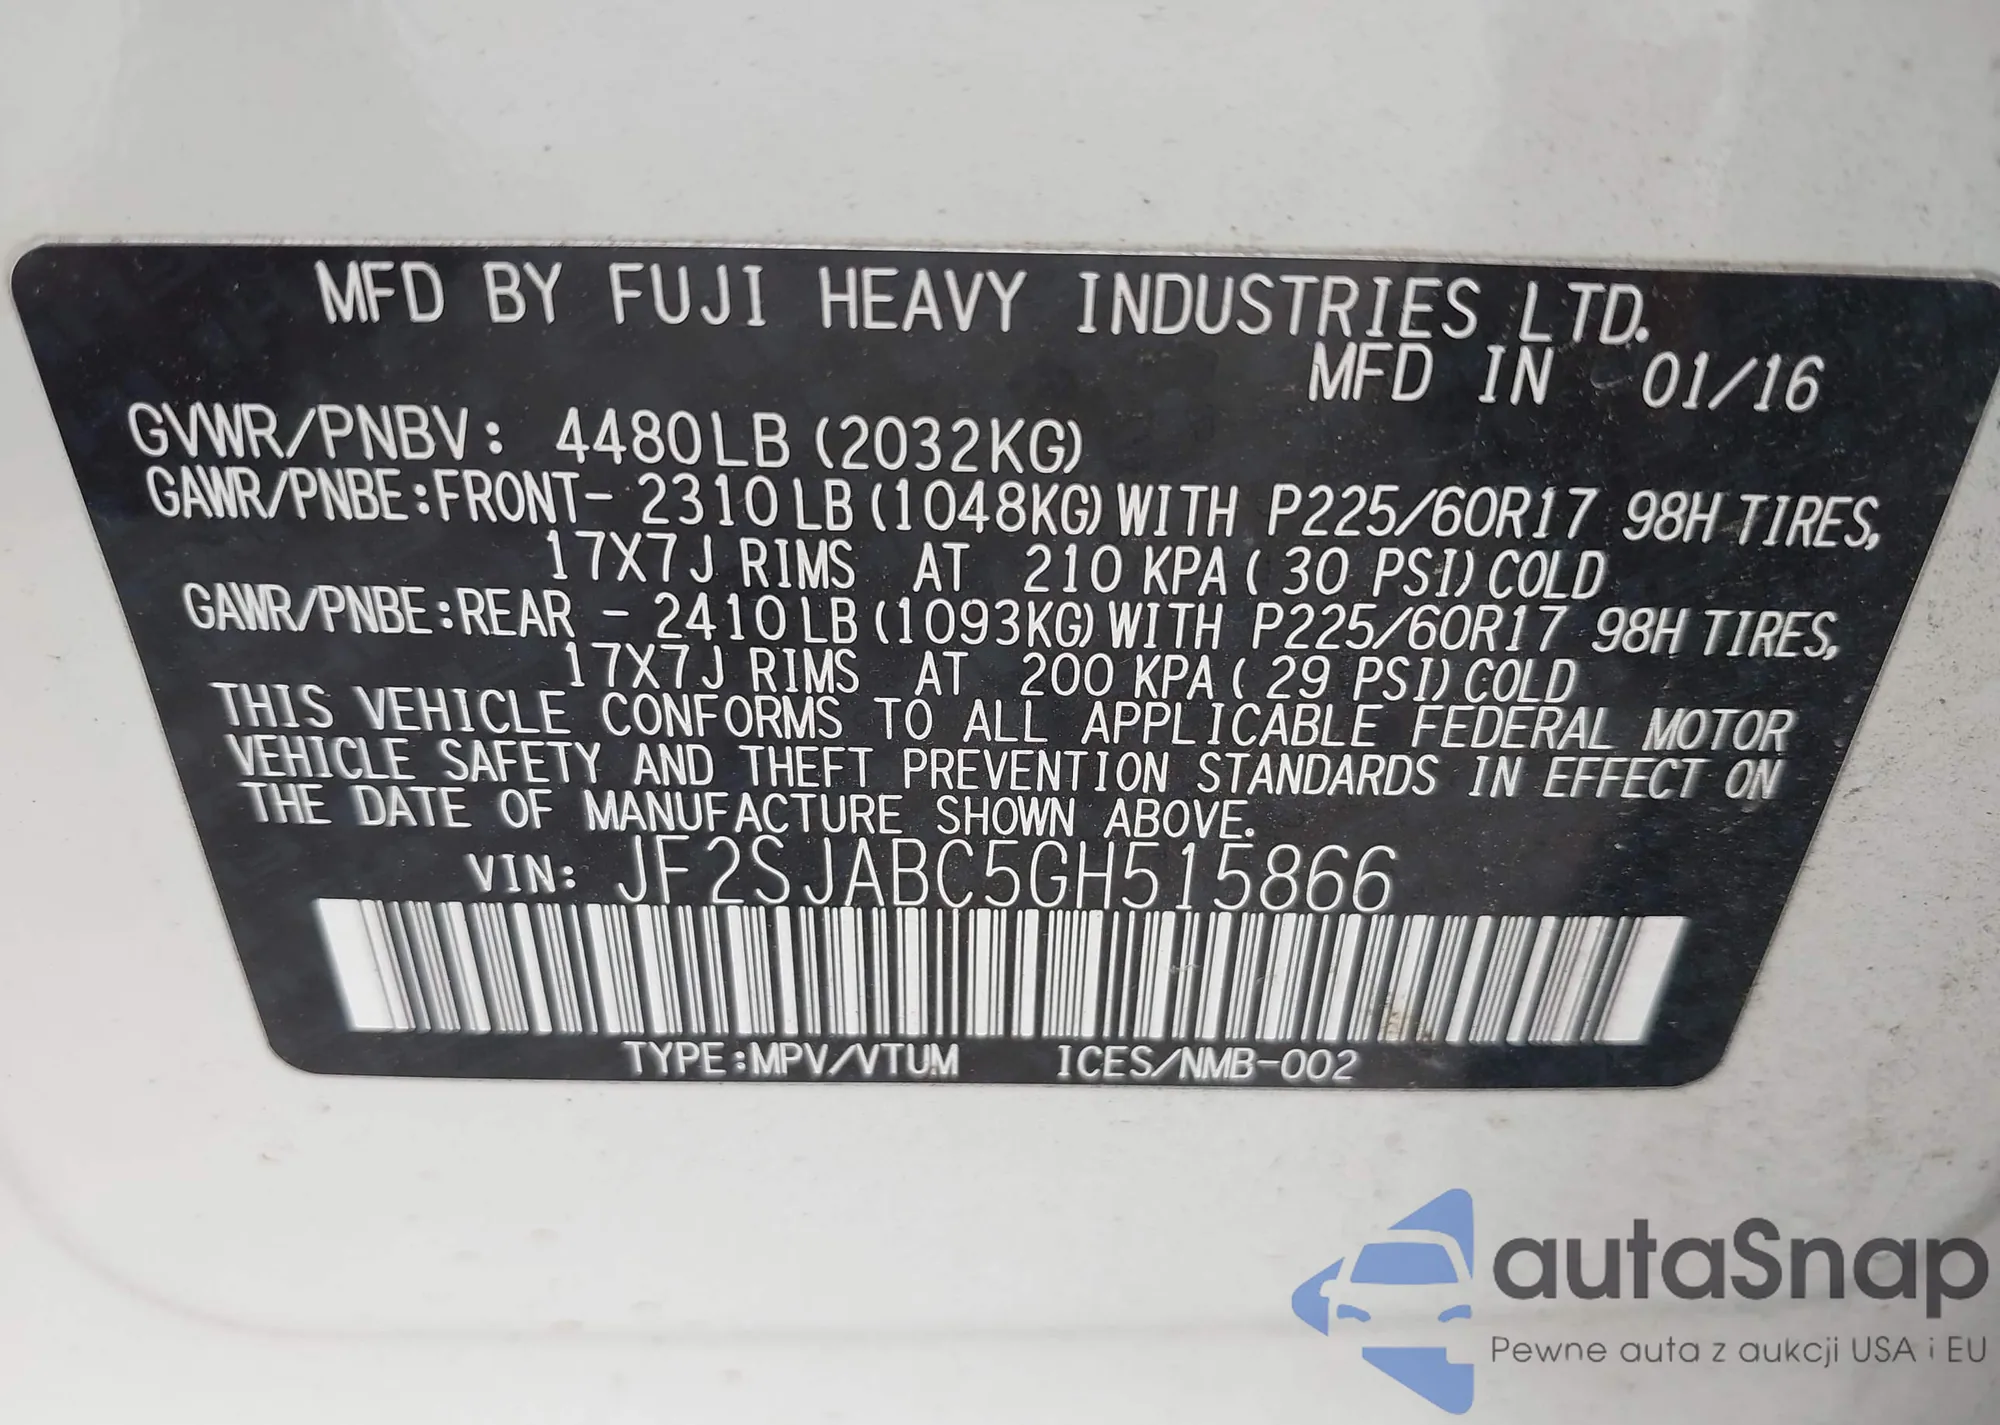 MFD BY FUJI HEAVY INDUSTRIES LTD.
MFD IN 01/16
GVWR/PNBV: 4480LB (2032KG)
GAWR/PNBE:FRONT- 2310LB (1048KG) WITH P225/60R17 98H TIRES,
17X7J RIMS AT 210 KPA ( 30 PSI) COLD
GAWR/PNBE:REAR - 2410LB (1093KG) WITH P225/60R17 98H TIRES,
17X7J RIMS AT 200 KPA ( 29 PSI) COLD
THIS VEHICLE CONFORMS TO ALL APPLICABLE FEDERAL MOTOR
VEHICLE SAFETY AND THEFT PREVENTION STANDARDS IN EFFECT ON
THE DATE OF MANUFACTURE SHOWN ABOVE.
VIN: JF2SJABC5GH515866
TYPE:MPV/VTUM ICES/NMB-002
autaSnap
Pewne auta z aukcji USA i EU